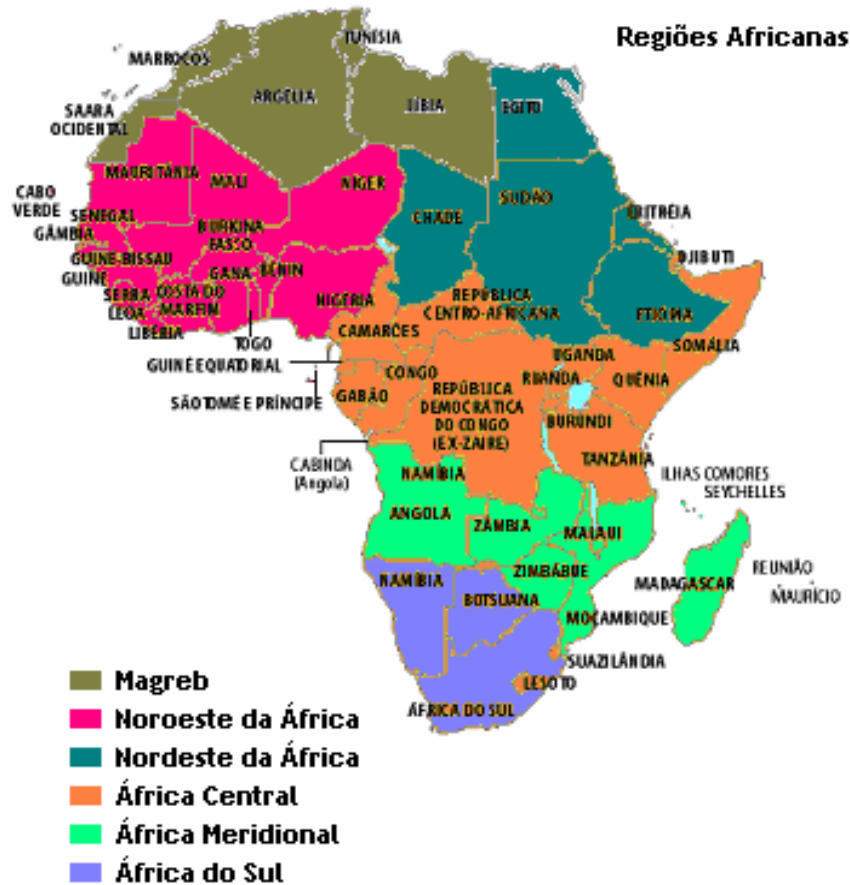 Regiões Africanas
TUNÍSIA
MARROCOS
ARGÉLIA
LÍBIA
EGITO
SAARA
OCIDENTAL
MAURITÂNIA
MALI
NÍGER
CHADE
SUDÃO
ERITRÉIA
DJIBUTI
CABO
VERDE
SENEGAL
GÂMBIA
BURKINA
FASSO
GUINÉ-BISSAU
GUINÉ
GANA
BÊNIN
SERRA
LEOA
COSTA DO
MARFIM
LIBÉRIA
NIGÉRIA
TOGO
REPÚBLICA
CENTRO-AFRICANA
CAMARÕES
ETIÓPIA
SOMÁLIA
GUINÉ EQUATORIAL
CONGO
GABÃO
UGANDA
RUANDA
QUÊNIA
SÃO TOMÉ E PRÍNCIPE
REPÚBLICA
DEMOCRÁTICA
DO CONGO
(EX-ZAIRE)
BURUNDI
TANZÂNIA
CABINDA
(Angola)
NAMÍBIA
ILHAS COMORES
SEYCHELLES
ANGOLA
ZÂMBIA
MALAUI
NAMÍBIA
ZIMBÁBUE
MADAGASCAR
REUNIÃO
MAURÍCIO
BOTSUANA
MOÇAMBIQUE
SUAZILÂNDIA
LESOTO
ÁFRICA DO SUL
Magreb
Noroeste da África
Nordeste da África
África Central
África Meridional
África do Sul